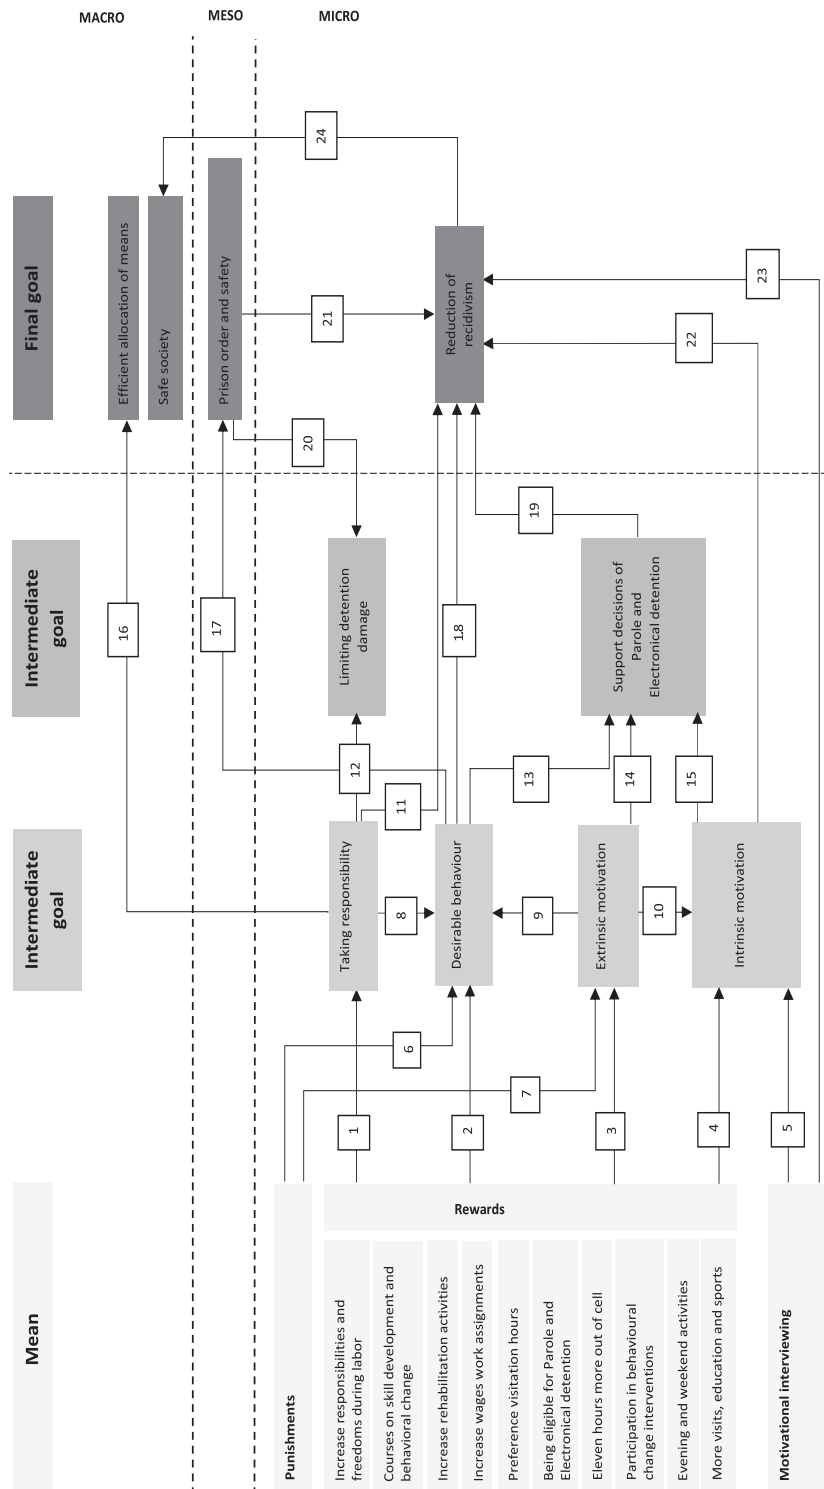 MACRO
MESO
MICRO
Mean
Intermediate
goal
Intermediate
goal
Final goal
Efficient allocation of means
Safe society
Prison order and safety
Punishments
Rewards
Increase responsibilities and
freedoms during labor
Courses on skill development and
behavioral change
Increase rehabilitation activities
Increase wages work assignments
Preference visitation hours
Being eligible for Parole and
Electronical detention
Eleven hours more out of cell
Participation in behavioural
change interventions
Evening and weekend activities
More visits, education and sports
Motivational interviewing
Taking responsibility
Desirable behaviour
Extrinsic motivation
Intrinsic motivation
Limiting detention
damage
Support decisions of
Parole and
Electronical detention
Reduction of
recidivism
1
2
3
4
5
6
7
8
9
10
11
12
13
14
15
16
17
18
19
20
21
22
23
24